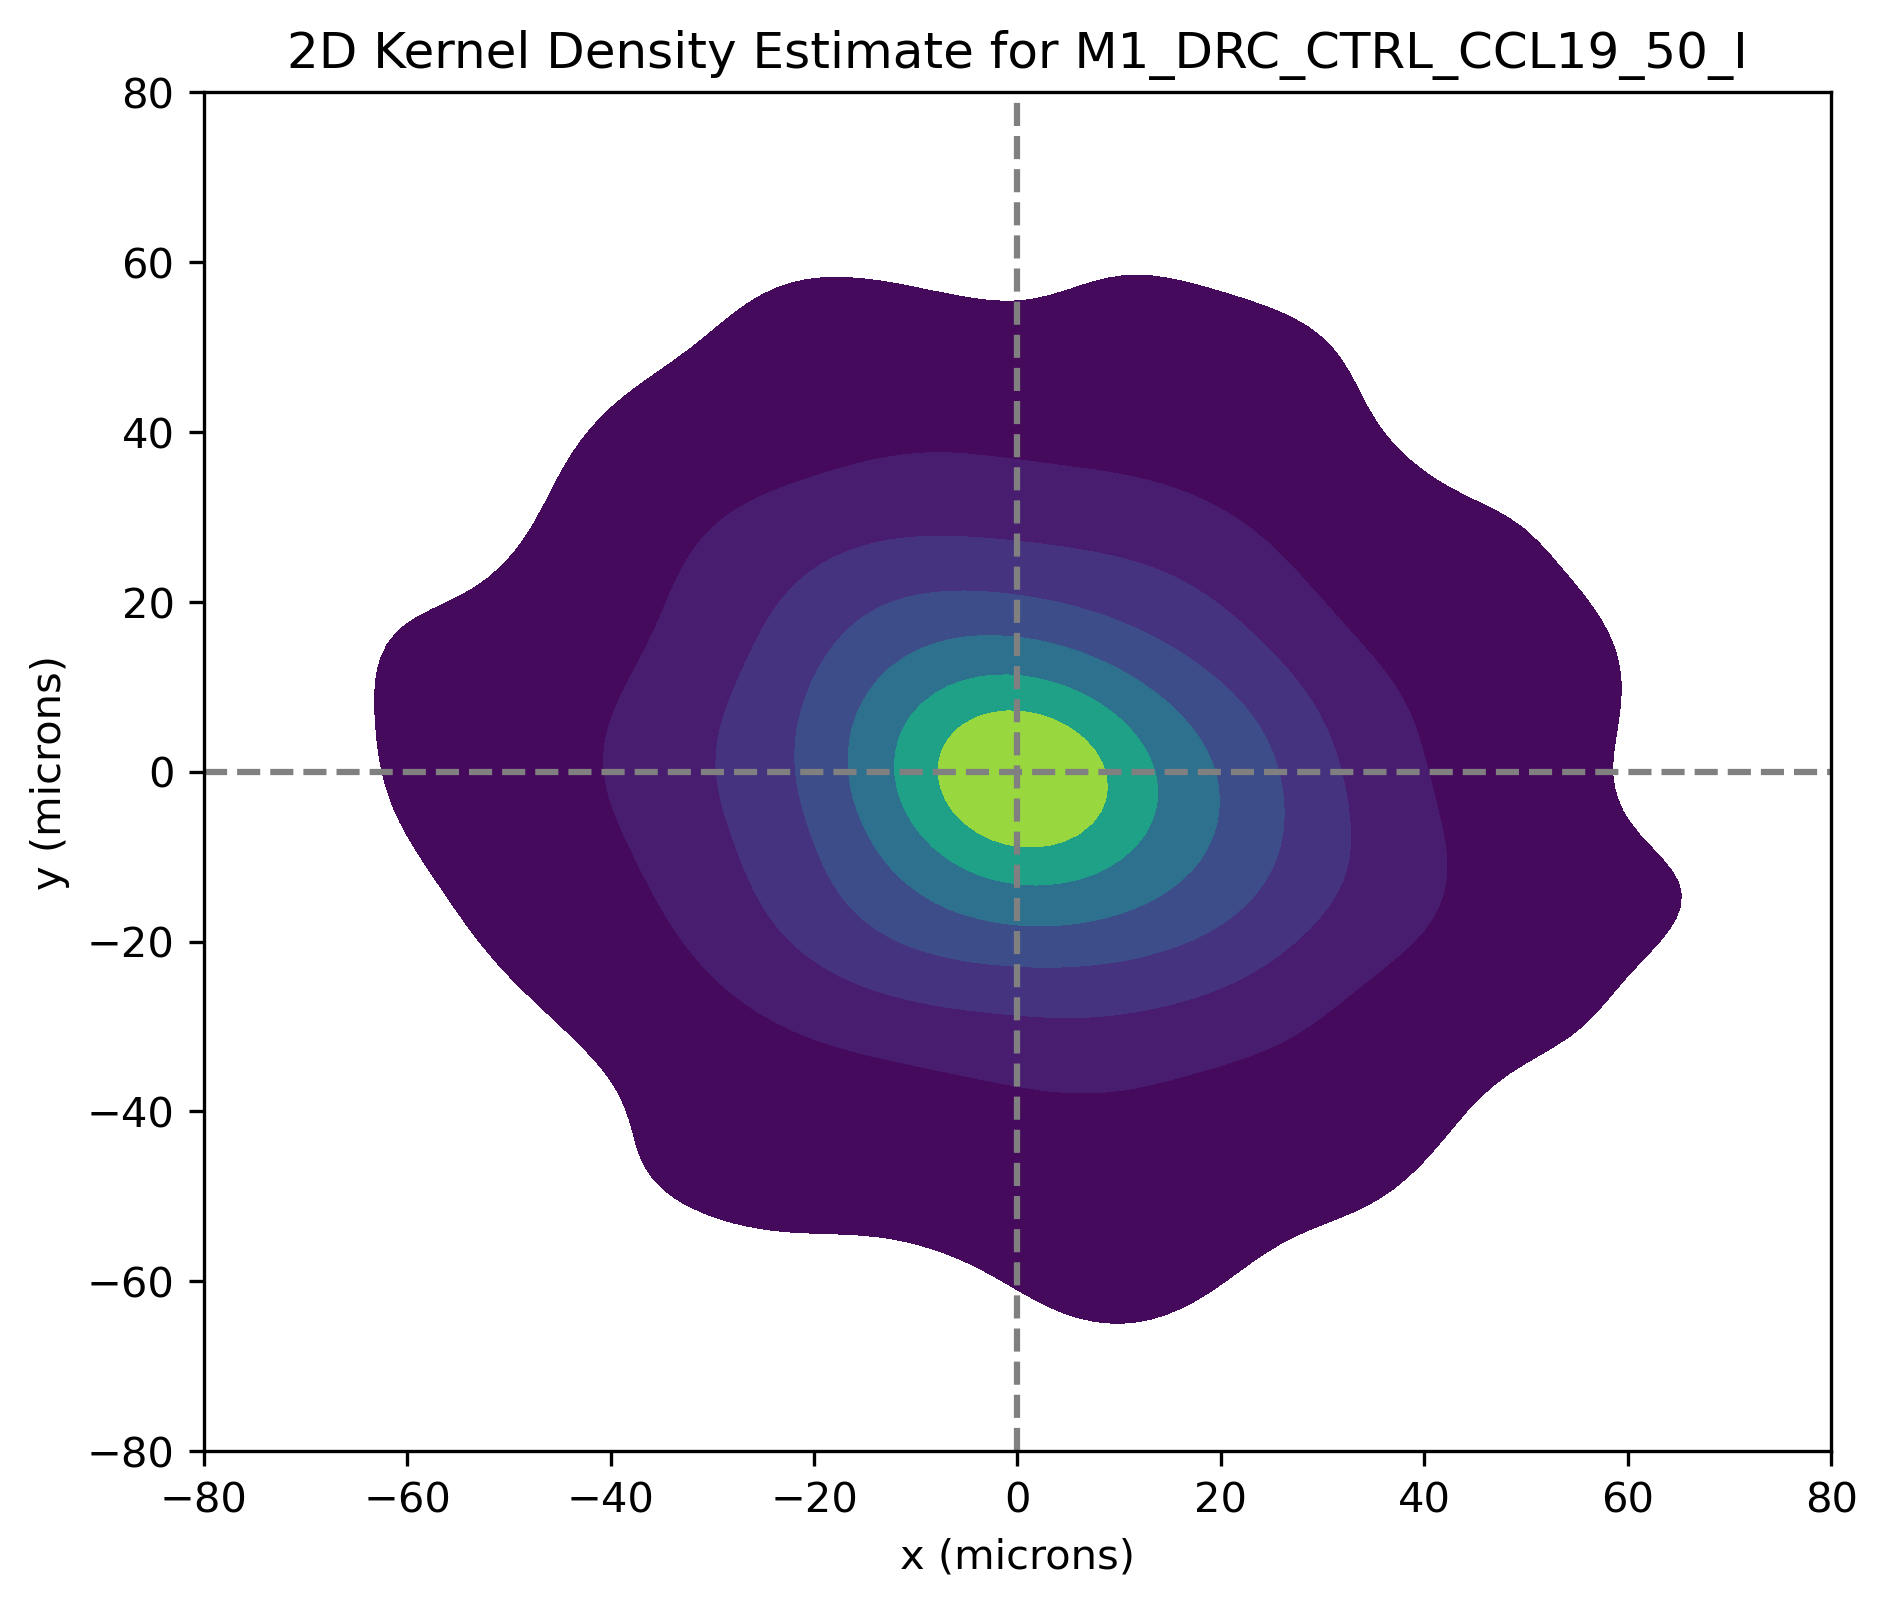 2D Kernel Density Estimate for M1_DRC_CTRL_CCL19_50_I
80
60
40
20
0
−20
−40
−60
−80
y (microns)
−80 −60 −40 −20 0 20 40 60 80
x (microns)